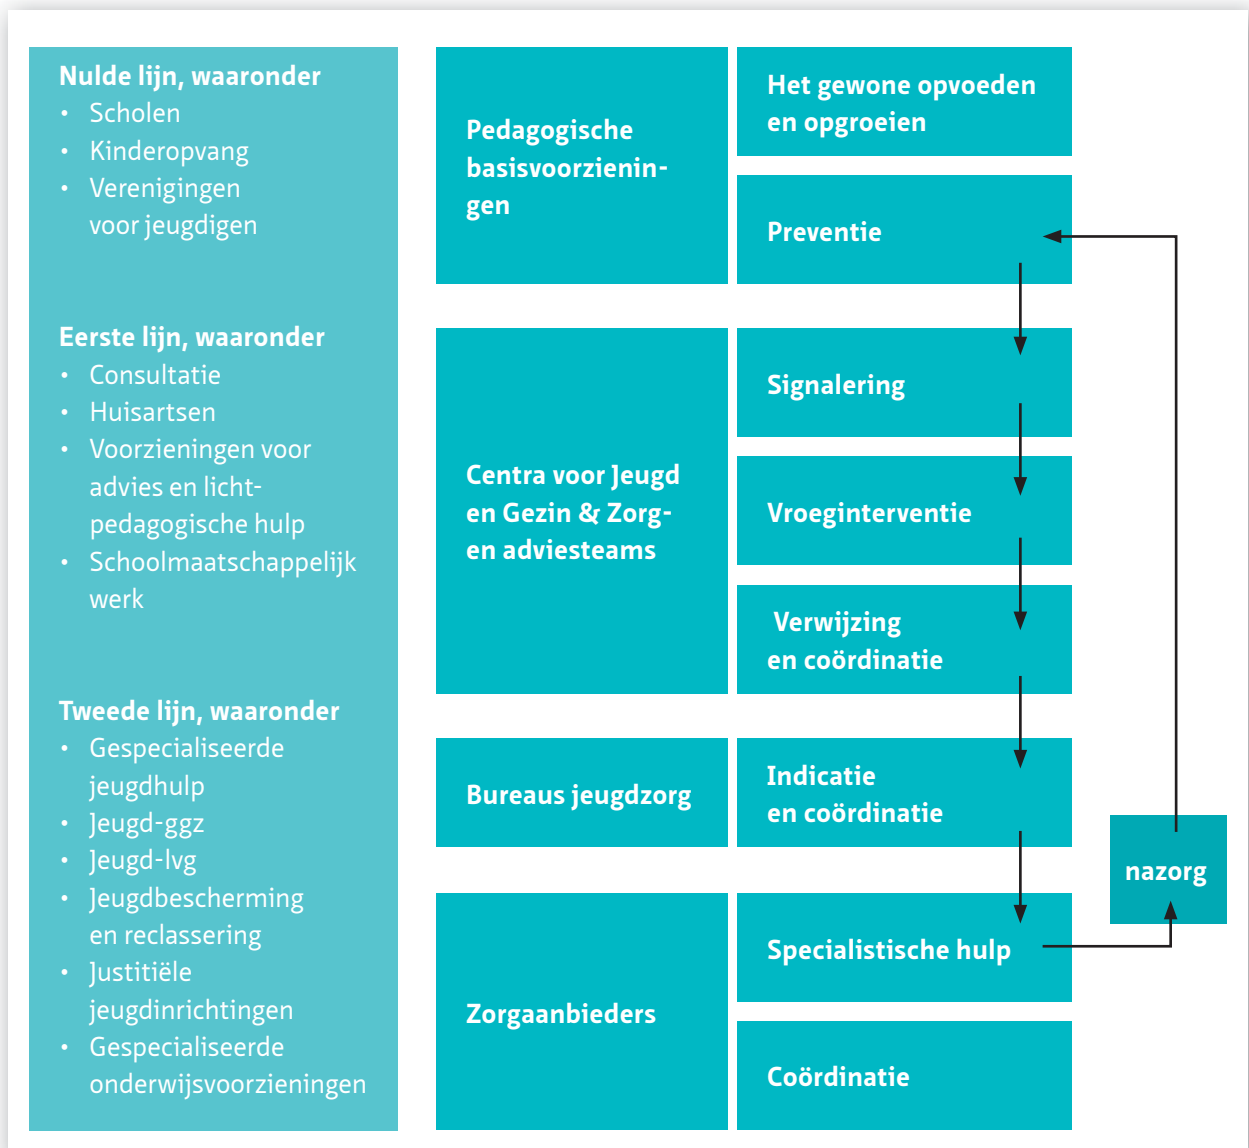 Nulde lijn, waaronder
• Scholen
• Kinderopvang
• Verenigingen
voor jeugdigen
Eerste lijn, waaronder
• Consultatie
• Huisartsen
• Voorzieningen voor
advies en licht-
pedagogische hulp
• Schoolmaatschappelijk
werk
Tweede lijn, waaronder
• Gespecialiseerde
jeugdhulp
• Jeugd-ggz
• Jeugd-lvg
• Jeugdbescherming
en reclassering
• Justitiële
jeugdinrichtingen
• Gespecialiseerde
onderwijsvoorzieningen
Pedagogische
basisvoorzienin-
gen
Het gewone opvoeden
en opgroeien
Preventie
Centra voor Jeugd
en Gezin & Zorg-
en adviesteams
Signalering
Vroeginterventie
Verwijzing
en coördinatie
Bureaus jeugdzorg
Indicatie
en coördinatie
Zorgaanbieders
Specialistische hulp
Coördinatie
nazorg